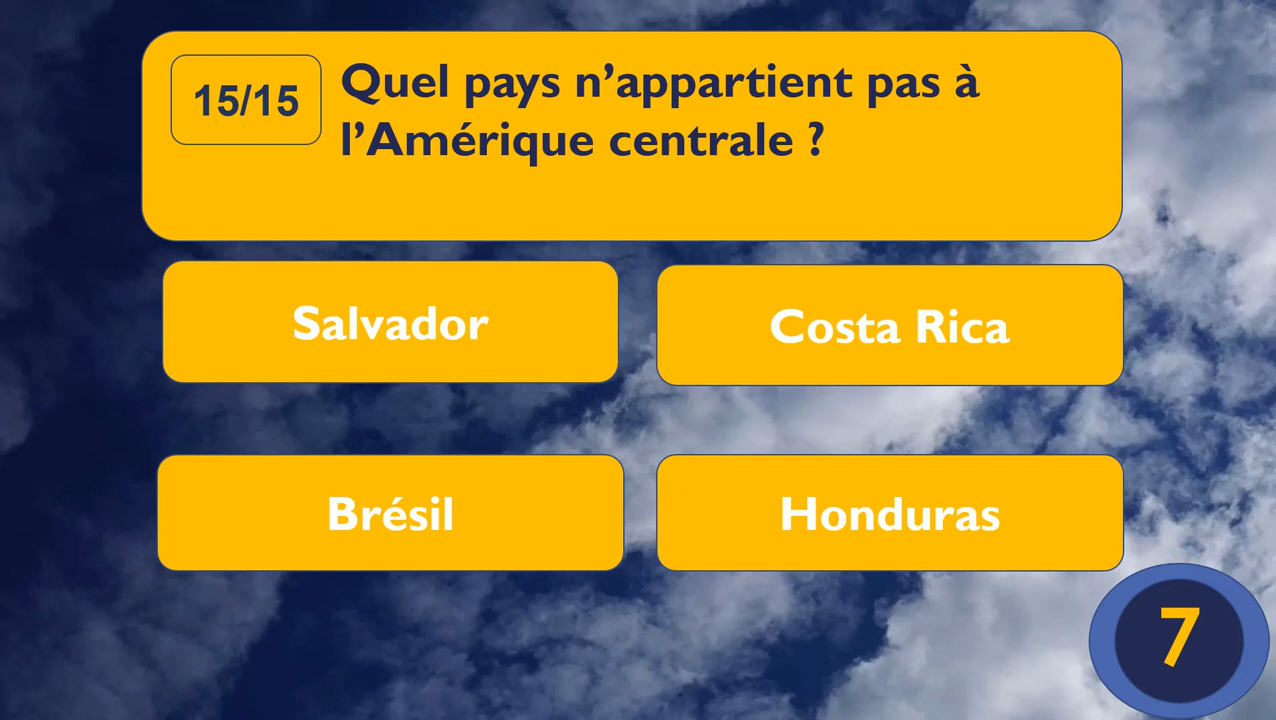 15/15
Quel pays n’appartient pas à
l’Amérique centrale ?
Salvador
Costa Rica
Brésil
Honduras
7